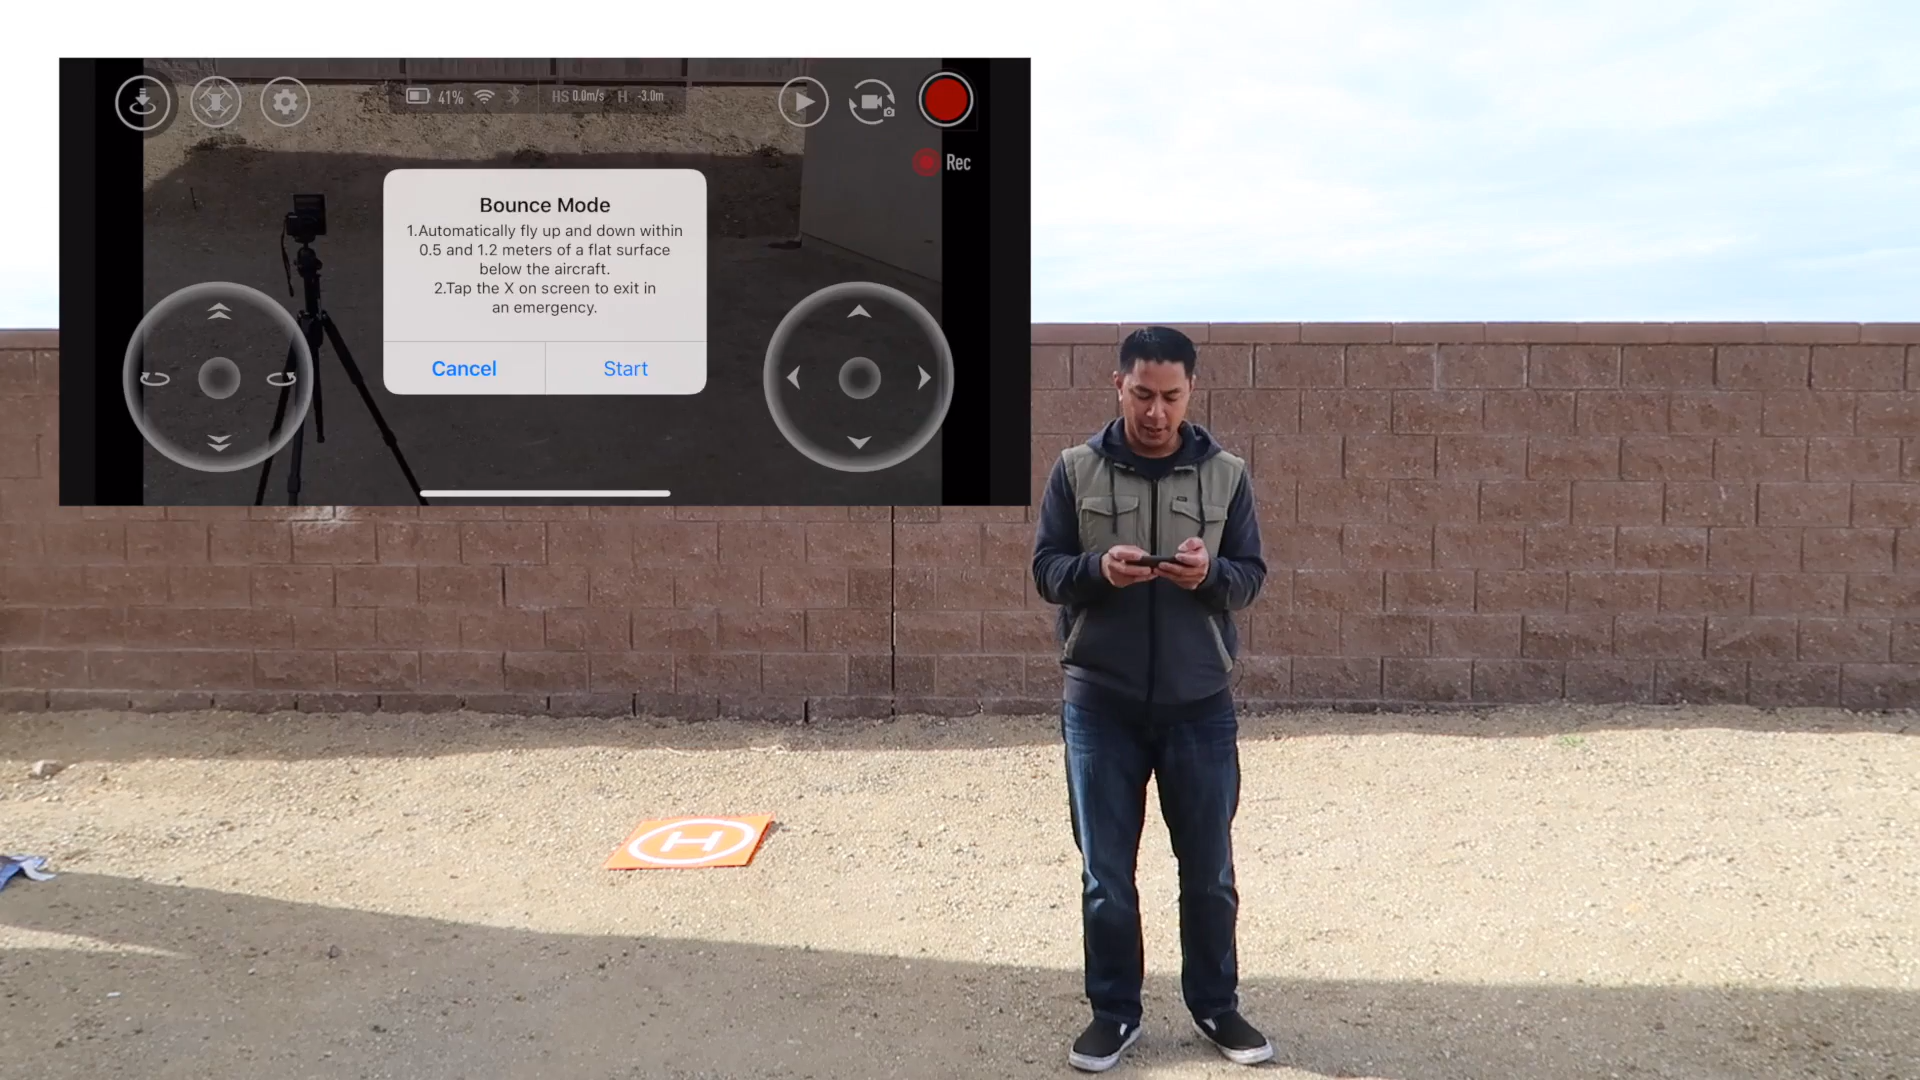 41% HS 0.0m/s H -3.0m
Rec
Bounce Mode
1.Automatically fly up and down within
0.5 and 1.2 meters of a flat surface
below the aircraft.
2.Tap the X on screen to exit in
an emergency.
Cancel Start
H